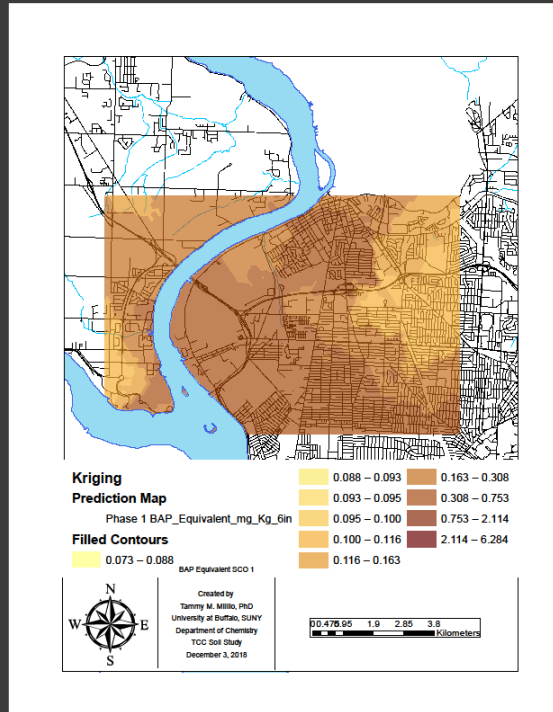 Kriging
Prediction Map
Phase 1 BAP_Equivalent_mg_Kg_6in
Filled Contours
0.073 – 0.088
0.088 – 0.093
0.093 – 0.095
0.095 – 0.100
0.100 – 0.116
0.116 – 0.163
0.163 – 0.308
0.308 – 0.753
0.753 – 2.114
2.114 – 6.284
BAP Equivalent SCO 1
N
W E
S
Created by
Tammy M. Milillo, PhD
University at Buffalo, SUNY
Department of Chemistry
TCC Soil Study
December 3, 2018
0 0.475 0.95 1.9 2.85 3.8
Kilometers